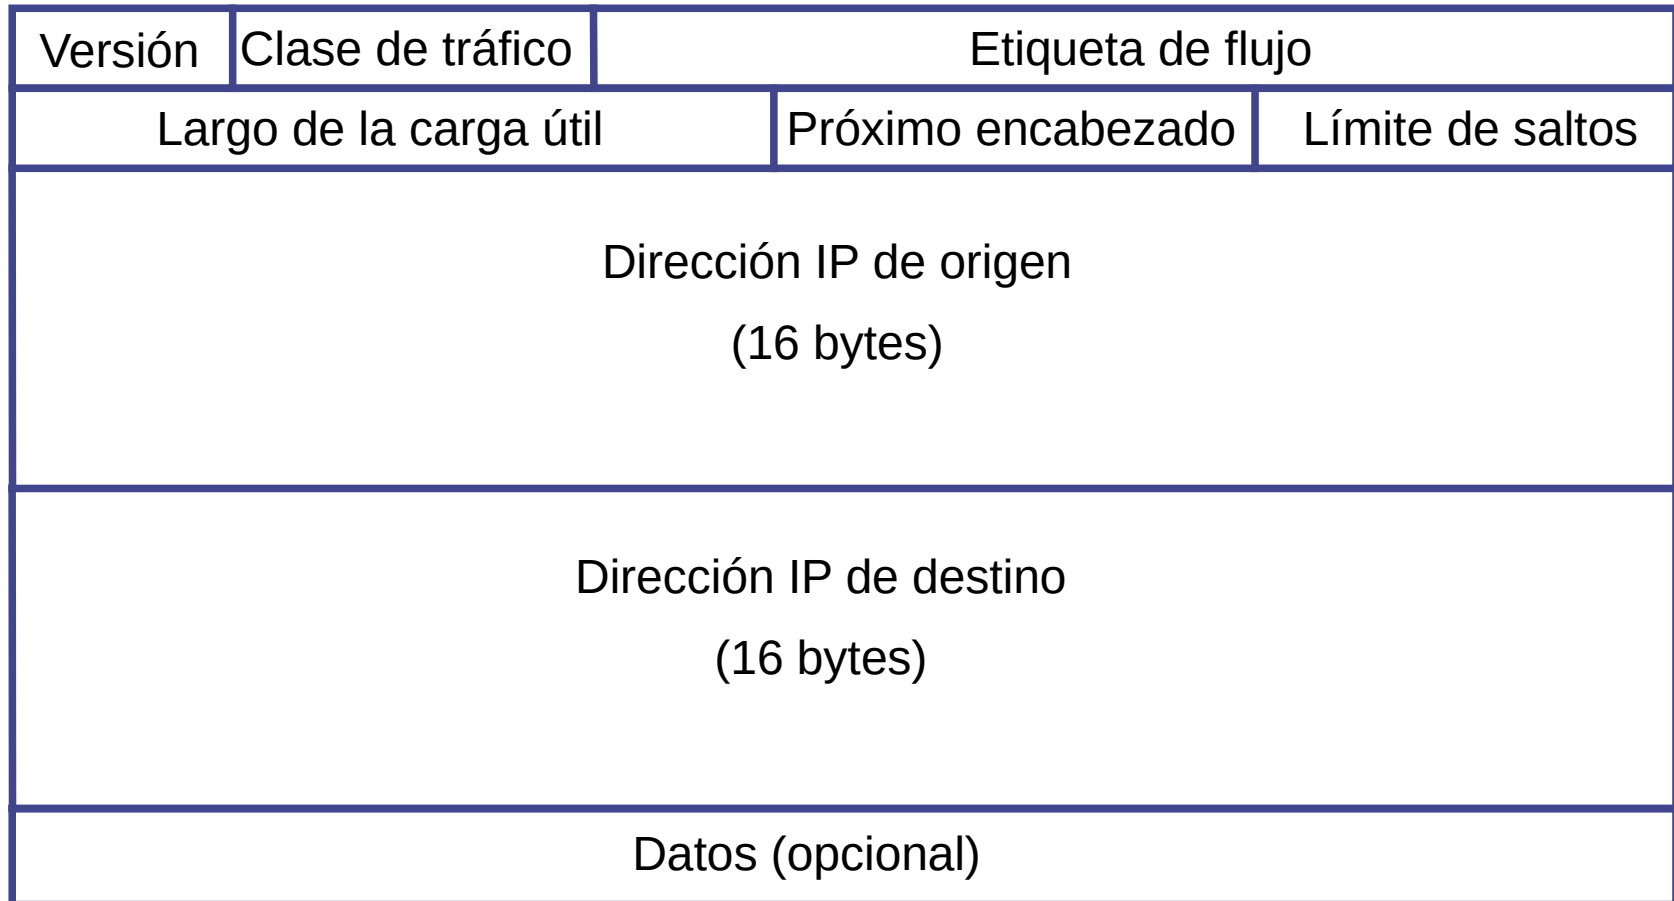 Versión
Clase de tráfico
Etiqueta de flujo
Largo de la carga útil
Próximo encabezado
Límite de saltos
Dirección IP de origen
(16 bytes)
Dirección IP de destino
(16 bytes)
Datos (opcional)